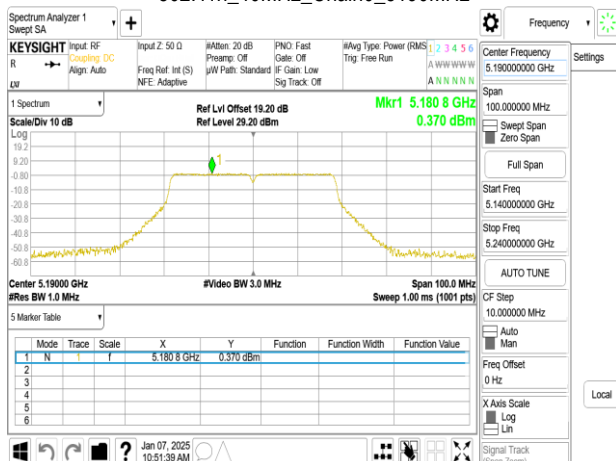 Spectrum Analyzer 1
Swept SA
Frequency
KEYSIGHT
R
LXI
Input: RF
Coupling: DC
Align: Auto
Input Z: 50 Ω
Freq Ref: Int (S)
NFE: Adaptive
#Atten: 20 dB
Preamp: Off
µW Path: Standard
PNO: Fast
Gate: Off
IF Gain: Low
Sig Track: Off
#Avg Type: Power (RMS
Trig: Free Run
1 2 3 4 5 6
A W W W W W
A N N N N N
1 Spectrum
Scale/Div 10 dB
Ref Lvl Offset 19.20 dB
Ref Level 29.20 dBm
Mkr1 5.180 8 GHz
0.370 dBm
Log
19.2
9.20
-0.80
-10.8
-20.8
-30.8
-40.8
-50.8
-60.8
1
Center 5.19000 GHz
#Res BW 1.0 MHz
#Video BW 3.0 MHz
Span 100.0 MHz
Sweep 1.00 ms (1001 pts)
5 Marker Table
Mode Trace Scale X Y Function Function Width Function Value
1 N 1 f 5.180 8 GHz 0.370 dBm
2
3
4
5
6
Jan 07, 2025
10:51:39 AM
Center Frequency
5.190000000 GHz
Span
100.000000 MHz
Swept Span
Zero Span
Full Span
Start Freq
5.140000000 GHz
Stop Freq
5.240000000 GHz
AUTO TUNE
CF Step
10.000000 MHz
Auto
Man
Freq Offset
0 Hz
X Axis Scale
Log
Lin
Signal Track
(Span Zoom)
Settings
Local